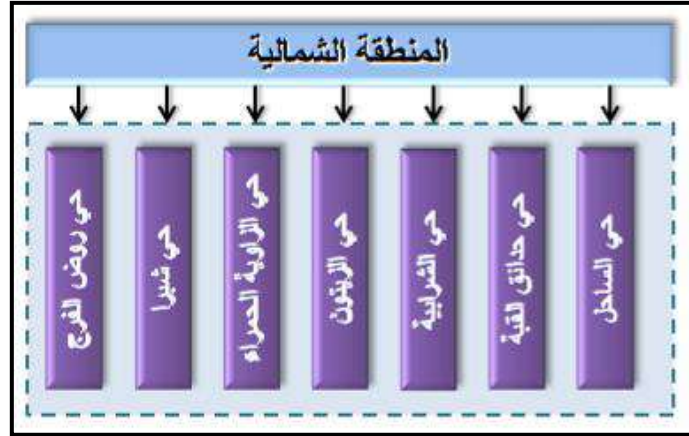 المنطقة الشمالية
حي الساحل
حي حدائق القبة
حي الشرابية
حي الزيتون
حي الزاوية الحمراء
حي شبرا
حي روض الفرج